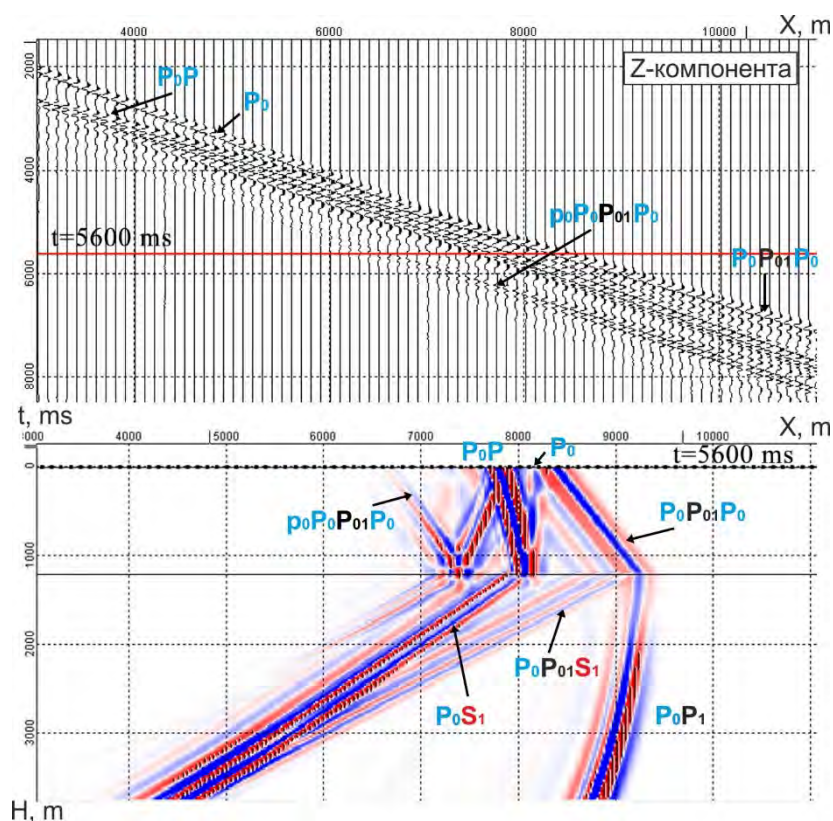 X, m
4000 6000 8000 10000
2000
Z-компонента
P₀P
P₀
4000
p₀P₀P₀₁P₀
t=5600 ms
P₀P₀₁P₀
6000
8000
t, ms
4000 5000 6000 7000 8000 9000 10000
X, m
P₀P P₀ t=5600 ms
0
p₀P₀P₀₁P₀
P₀P₀₁P₀
1000
2000
P₀P₀₁S₁
P₀S₁
P₀P₁
3000
H, m